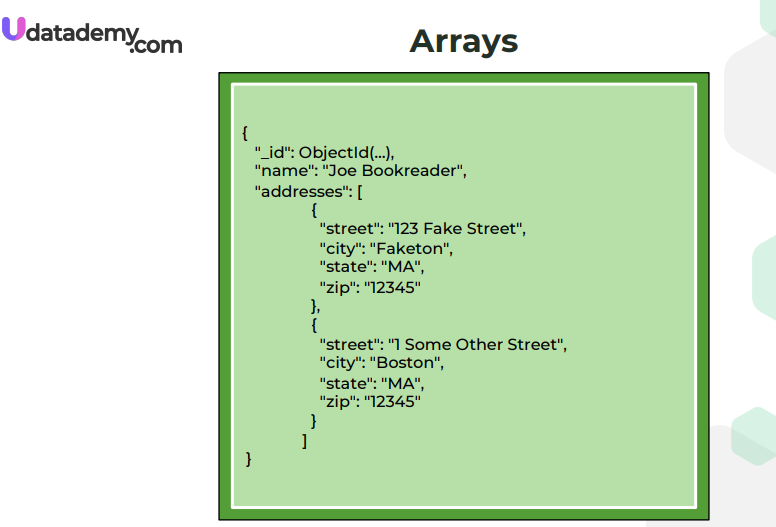 Udatademy
.com
Arrays
{
"_id": ObjectId(...),
"name": "Joe Bookreader",
"addresses": [
{
"street": "123 Fake Street",
"city": "Faketon",
"state": "MA",
"zip": "12345"
},
{
"street": "1 Some Other Street",
"city": "Boston",
"state": "MA",
"zip": "12345"
}
]
}